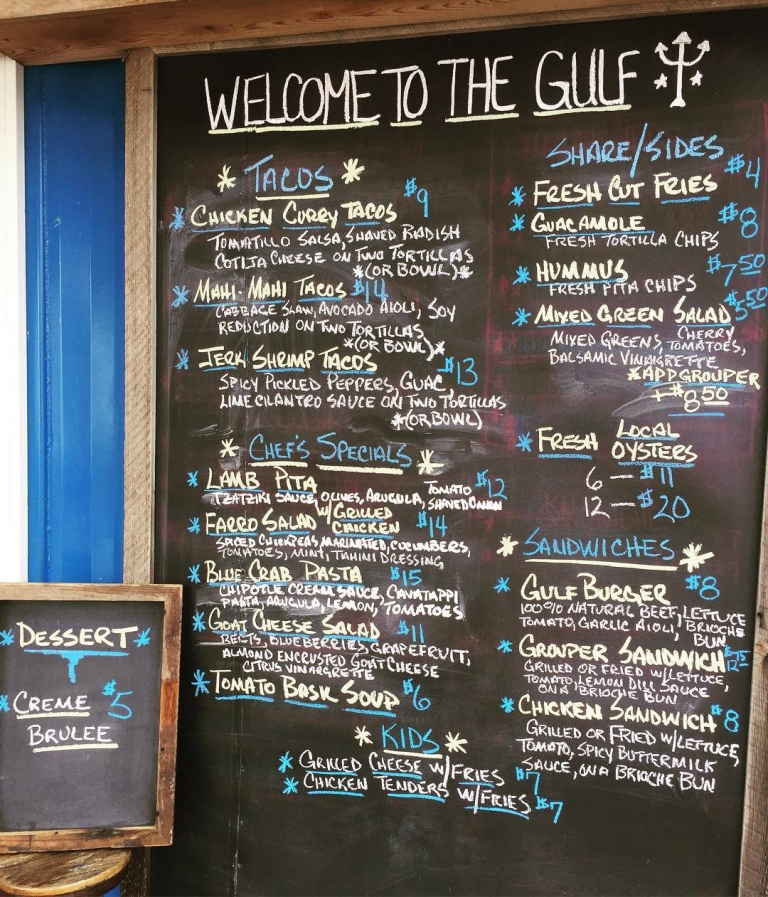 WELCOME TO THE GULF
* TACOS *
* CHICKEN CURRY TACOS $9
TOMATILLO SALSA, SHAVED RADISH
COTIJA CHEESE ON TWO TORTILLAS
*(OR BOWL)*
* MAHI-MAHI TACOS $14
CABBAGE SLAW, AVOCADO AIOLI, SOY
REDUCTION ON TWO TORTILLAS
*(OR BOWL)*
* JERK SHRIMP TACOS $13
SPICY PICKLED PEPPERS, GUAC,
LIME CILANTRO SAUCE ON TWO TORTILLAS
*(OR BOWL)
* CHEF'S SPECIALS *
* LAMB PITA $12
TZATZIKI SAUCE, OLIVES, ARUGULA, TOMATO
SHAVED ONION
* FARRO SALAD W/GRILLED CHICKEN $14
SPICED CHICKPEAS, MARINATED, CUCUMBERS,
TOMATOES, MINT, TAHINI DRESSING
* BLUE CRAB PASTA $15
CHIPOTLE CREAM SAUCE, CAVATAPPI
PASTA, ARUGULA, LEMON, TOMATOES
* GOAT CHEESE SALAD $11
BEETS, BLUEBERRIES, GRAPEFRUIT,
ALMOND ENCRUSTED GOAT CHEESE
CITRUS VINAIGRETTE
* TOMATO BASK SOUP $6
* KIDS *
* GRILLED CHEESE W/FRIES $7
* CHICKEN TENDERS W/FRIES $7
SHARE/SIDES
* FRESH CUT FRIES $4
* GUACAMOLE $8
FRESH TORTILLA CHIPS
* HUMMUS $7.50
FRESH PITA CHIPS
* MIXED GREEN SALAD $5.50
MIXED GREENS, CHERRY TOMATOES,
BALSAMIC VINAIGRETTE
*ADD GROUPER
+$8.50
* FRESH LOCAL OYSTERS
6 — $11
12 — $20
* SANDWICHES *
* GULF BURGER $8
100% NATURAL BEEF, LETTUCE
TOMATO, GARLIC AIOLI, BRIOCHE
BUN
* GROUPER SANDWICH
GRILLED OR FRIED W/LETTUCE,
TOMATO, LEMON DILL SAUCE
ON A BRIOCHE BUN
* CHICKEN SANDWICH $8
GRILLED OR FRIED W/LETTUCE,
TOMATO, SPICY BUTTERMILK
SAUCE, ON A BRIOCHE BUN
* DESSERT *
* CREME $5
BRULEE